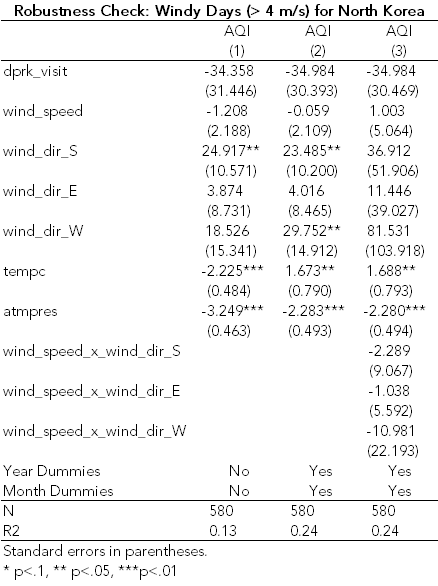 Robustness Check: Windy Days (> 4 m/s) for North Korea
AQI AQI AQI
(1) (2) (3)
dprk_visit -34.358 -34.984 -34.984
(31.446) (30.393) (30.469)
wind_speed -1.208 -0.059 1.003
(2.188) (2.109) (5.064)
wind_dir_S 24.917** 23.485** 36.912
(10.571) (10.200) (51.906)
wind_dir_E 3.874 4.016 11.446
(8.731) (8.465) (39.027)
wind_dir_W 18.526 29.752** 81.531
(15.341) (14.912) (103.918)
tempc -2.225*** 1.673** 1.688**
(0.484) (0.790) (0.793)
atmpres -3.249*** -2.283*** -2.280***
(0.463) (0.493) (0.494)
wind_speed_x_wind_dir_S -2.289
(9.067)
wind_speed_x_wind_dir_E -1.038
(5.592)
wind_speed_x_wind_dir_W -10.981
(22.193)
Year Dummies No Yes Yes
Month Dummies No Yes Yes
N 580 580 580
R2 0.13 0.24 0.24
Standard errors in parentheses.
* p<.1, ** p<.05, ***p<.01